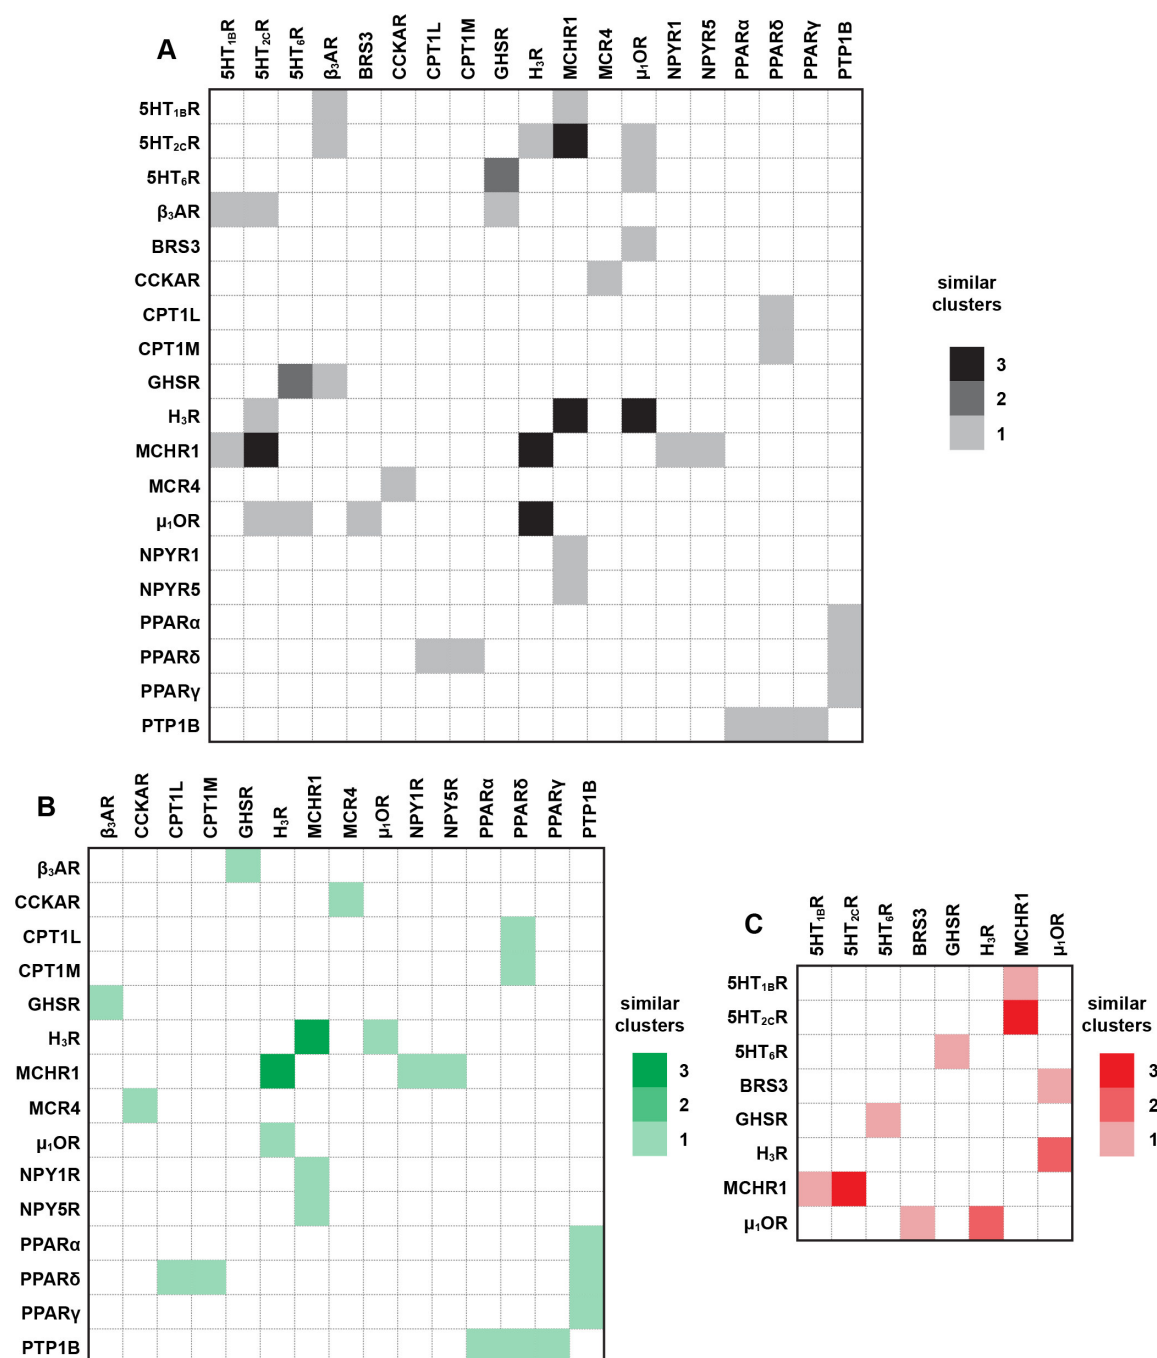 A
5HT1BR 5HT2CR 5HT6R β3AR BRS3 CCKAR CPT1L CPT1M GHSR H3R MCHR1 MCR4 μ1OR NPYR1 NPYR5 PPARα PPARδ PPARγ PTP1B
5HT1BR
5HT2CR
5HT6R
β3AR
BRS3
CCKAR
CPT1L
CPT1M
GHSR
H3R
MCHR1
MCR4
μ1OR
NPYR1
NPYR5
PPARα
PPARδ
PPARγ
PTP1B
similar
clusters
3
2
1
B
β3AR CCKAR CPT1L CPT1M GHSR H3R MCHR1 MCR4 μ1OR NPY1R NPY5R PPARα PPARδ PPARγ PTP1B
β3AR
CCKAR
CPT1L
CPT1M
GHSR
H3R
MCHR1
MCR4
μ1OR
NPY1R
NPY5R
PPARα
PPARδ
PPARγ
PTP1B
similar
clusters
3
2
1
C
5HT1BR 5HT2CR 5HT6R BRS3 GHSR H3R MCHR1 μ1OR
5HT1BR
5HT2CR
5HT6R
BRS3
GHSR
H3R
MCHR1
μ1OR
similar
clusters
3
2
1